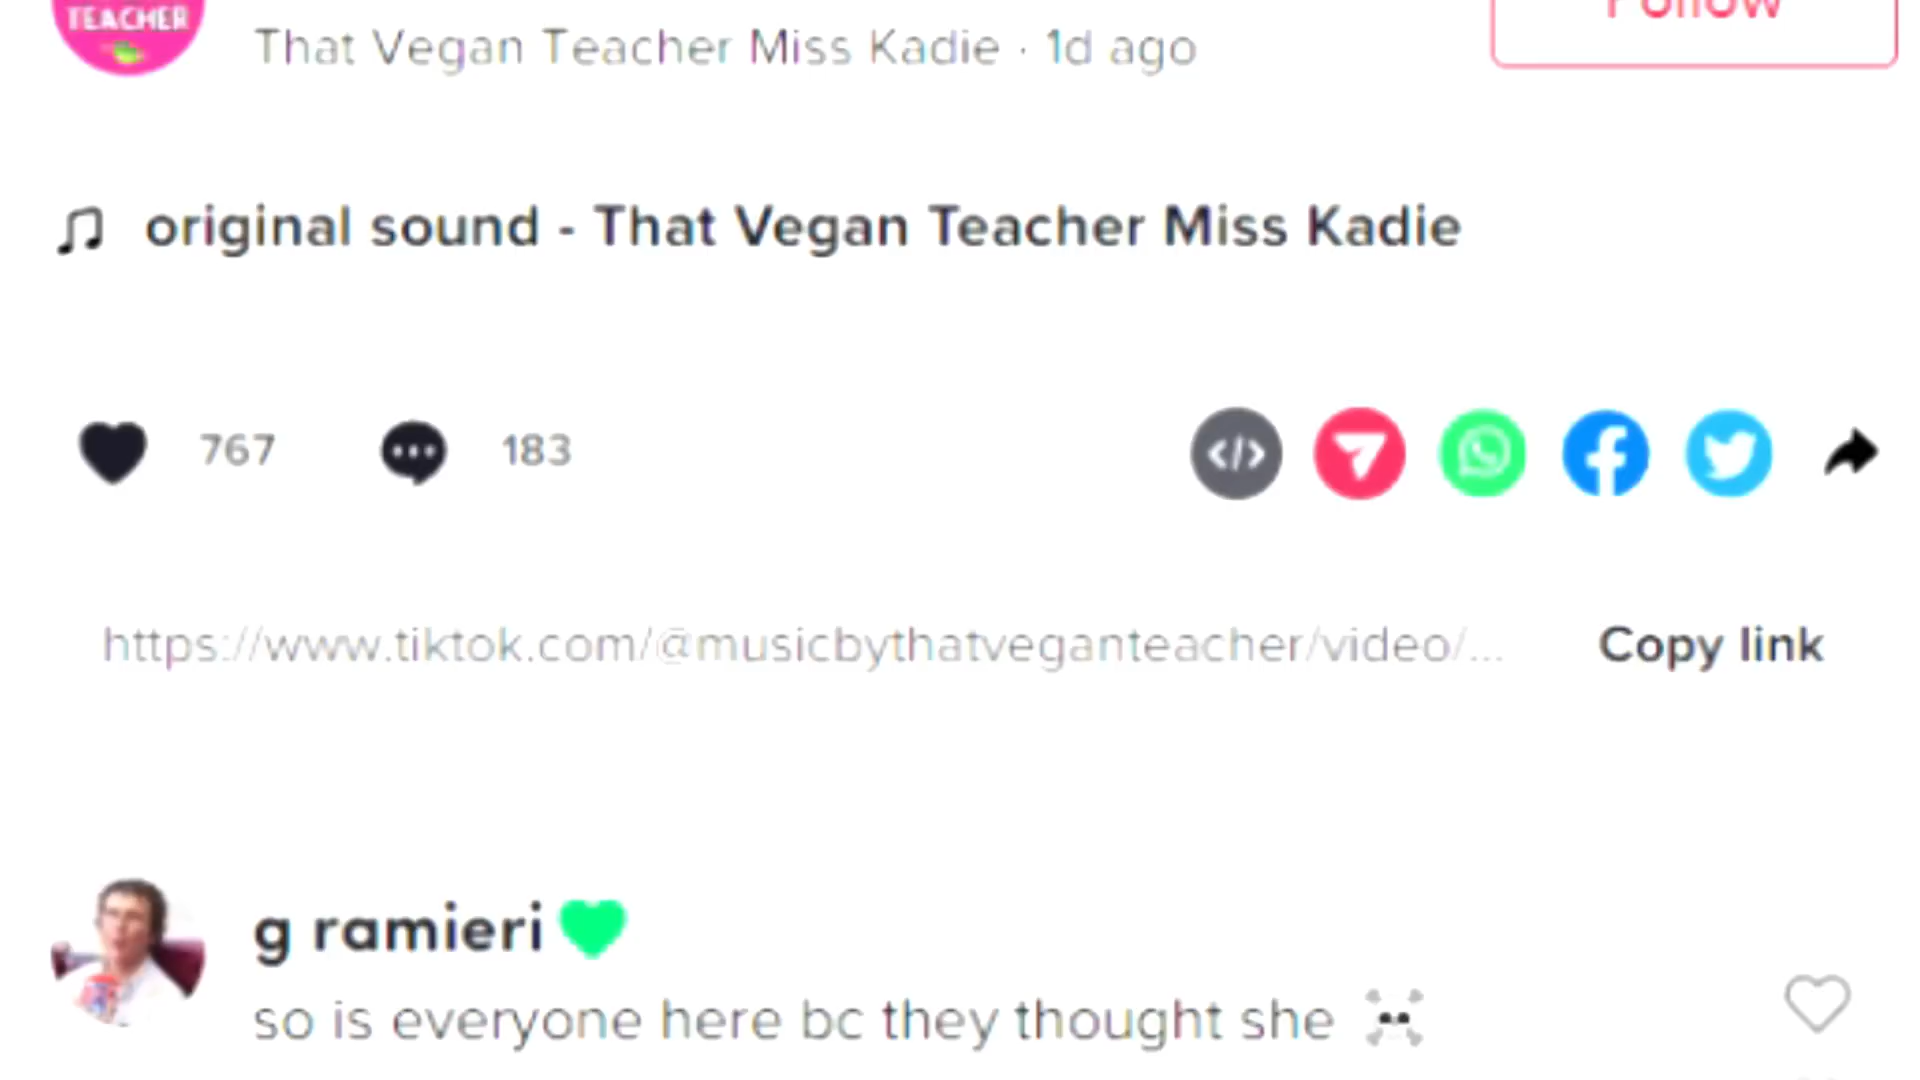 TEACHER
Follow
That Vegan Teacher Miss Kadie · 1d ago
original sound - That Vegan Teacher Miss Kadie
767 183
https://www.tiktok.com/@musicbythatveganteacher/video/... Copy link
g ramieri💚
so is everyone here bc they thought she ☠️